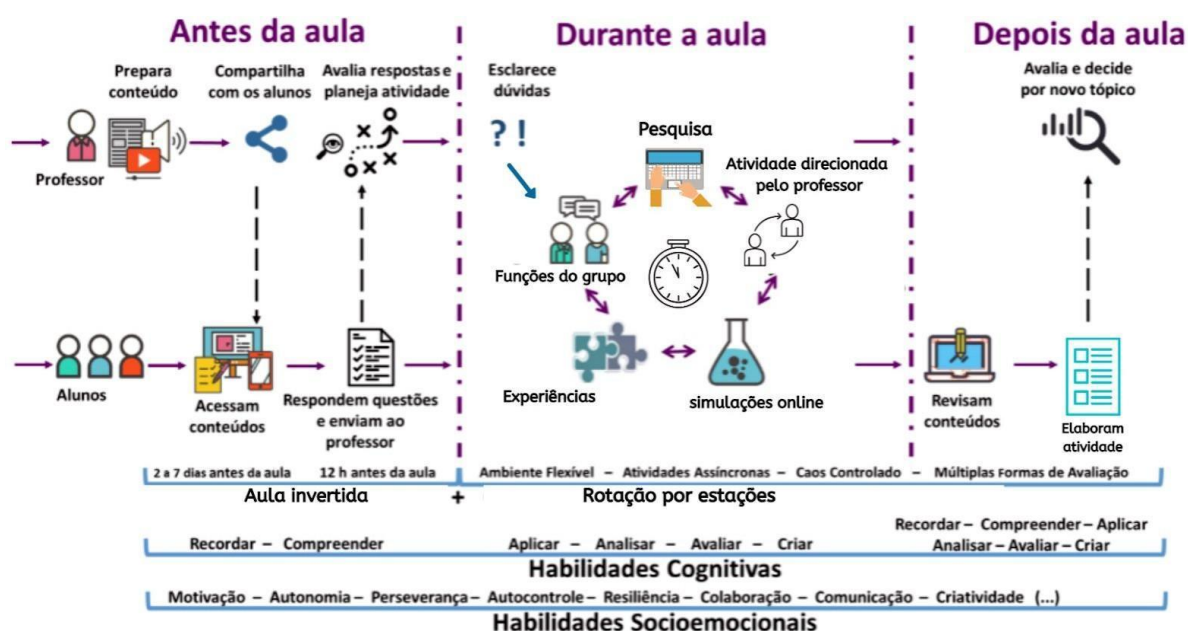 Antes da aula
Durante a aula
Depois da aula
Prepara
conteúdo
Compartilha
com os alunos
Avalia respostas e
planeja atividade
Esclarece
dúvidas
? !
Pesquisa
Atividade direcionada
pelo professor
Avalia e decide
por novo tópico
Professor
Funções do grupo
Alunos
Acessam
conteúdos
Respondem questões
e enviam ao
professor
Experiências
simulações online
Revisam
conteúdos
Elaboram
atividade
2 a 7 dias antes da aula
12 h antes da aula
Ambiente Flexível – Atividades Assíncronas – Caos Controlado – Múltiplas Formas de Avaliação
Aula invertida + Rotação por estações
Recordar – Compreender
Aplicar – Analisar – Avaliar – Criar
Recordar – Compreender – Aplicar
Analisar – Avaliar – Criar
Habilidades Cognitivas
Motivação – Autonomia – Perseverança – Autocontrole – Resiliência – Colaboração – Comunicação – Criatividade (...)
Habilidades Socioemocionais